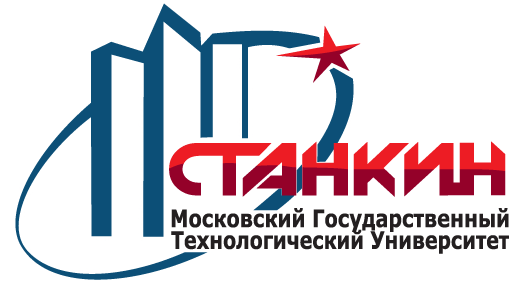 СТАНКИН
Московский Государственный
Технологический Университет